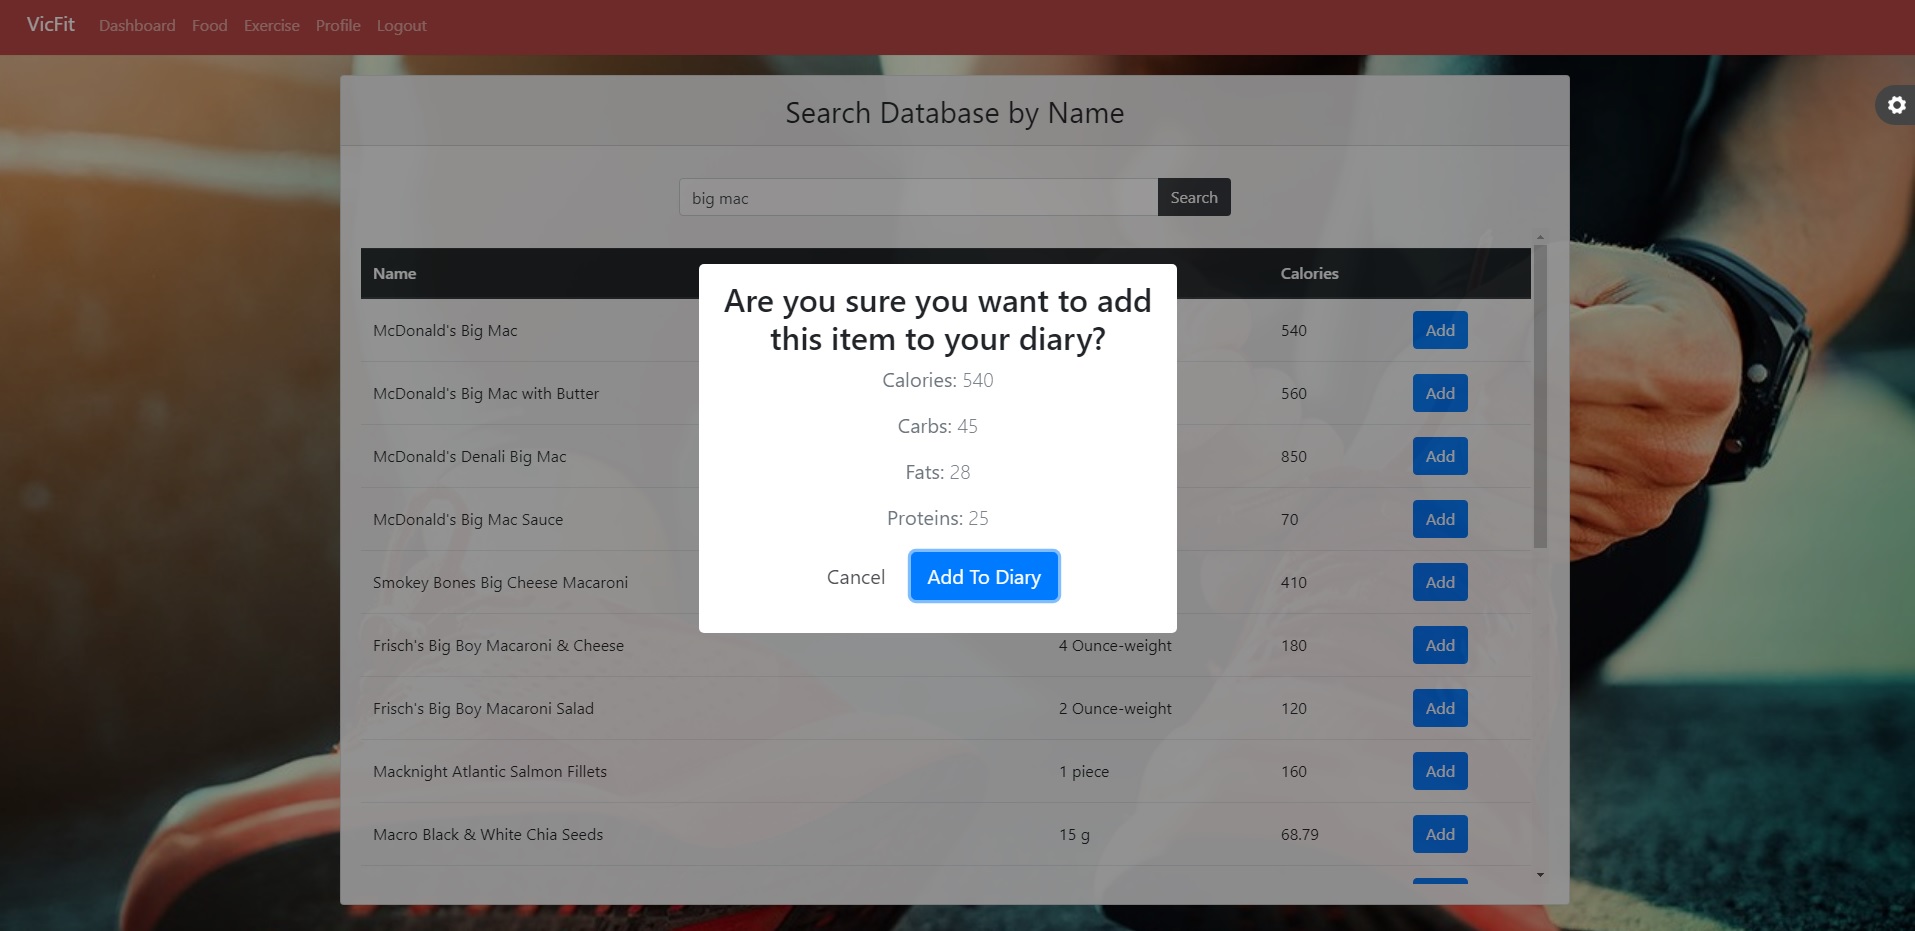 VicFit Dashboard Food Exercise Profile Logout
Search Database by Name
big mac Search
Name Calories
McDonald's Big Mac 540 Add
McDonald's Big Mac with Butter 560 Add
McDonald's Denali Big Mac 850 Add
McDonald's Big Mac Sauce 70 Add
Smokey Bones Big Cheese Macaroni 410 Add
Frisch's Big Boy Macaroni & Cheese 4 Ounce-weight 180 Add
Frisch's Big Boy Macaroni Salad 2 Ounce-weight 120 Add
Macknight Atlantic Salmon Fillets 1 piece 160 Add
Macro Black & White Chia Seeds 15 g 68.79 Add
Are you sure you want to add
this item to your diary?
Calories: 540
Carbs: 45
Fats: 28
Proteins: 25
Cancel Add To Diary